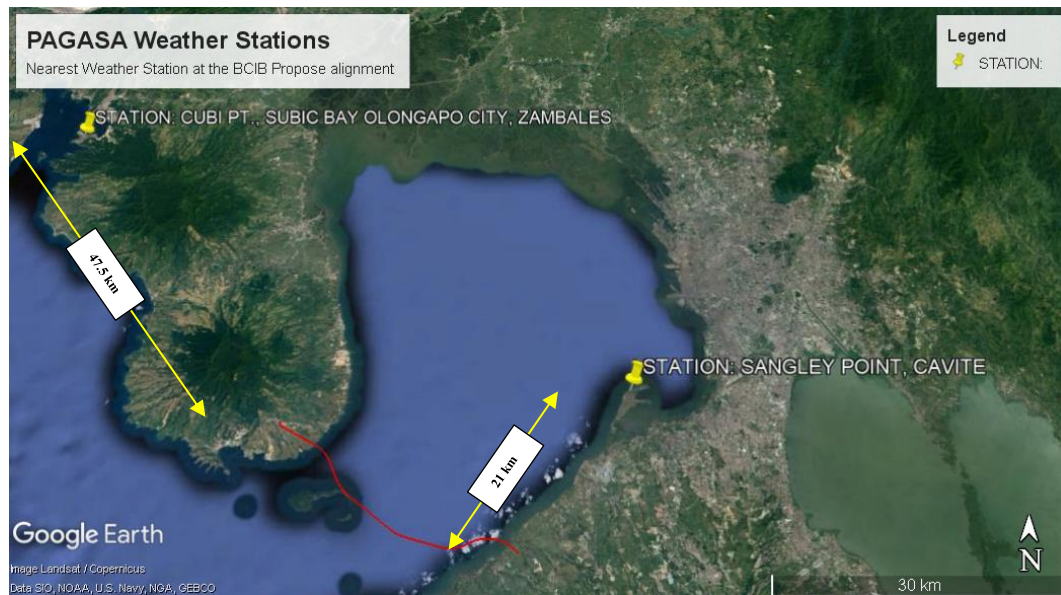 PAGASA Weather Stations
Nearest Weather Station at the BCIB Propose alignment
Legend
STATION:
STATION: CUBI PT., SUBIC BAY OLONGAPO CITY, ZAMBALES
47.5 km
STATION: SANGLEY POINT, CAVITE
21 km
Google Earth
Image Landsat / Copernicus
Data SIO, NOAA, U.S. Navy, NGA, GEBCO
N
30 km